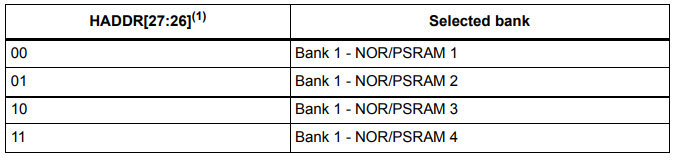 HADDR[27:26](1) Selected bank
00 Bank 1 - NOR/PSRAM 1
01 Bank 1 - NOR/PSRAM 2
10 Bank 1 - NOR/PSRAM 3
11 Bank 1 - NOR/PSRAM 4